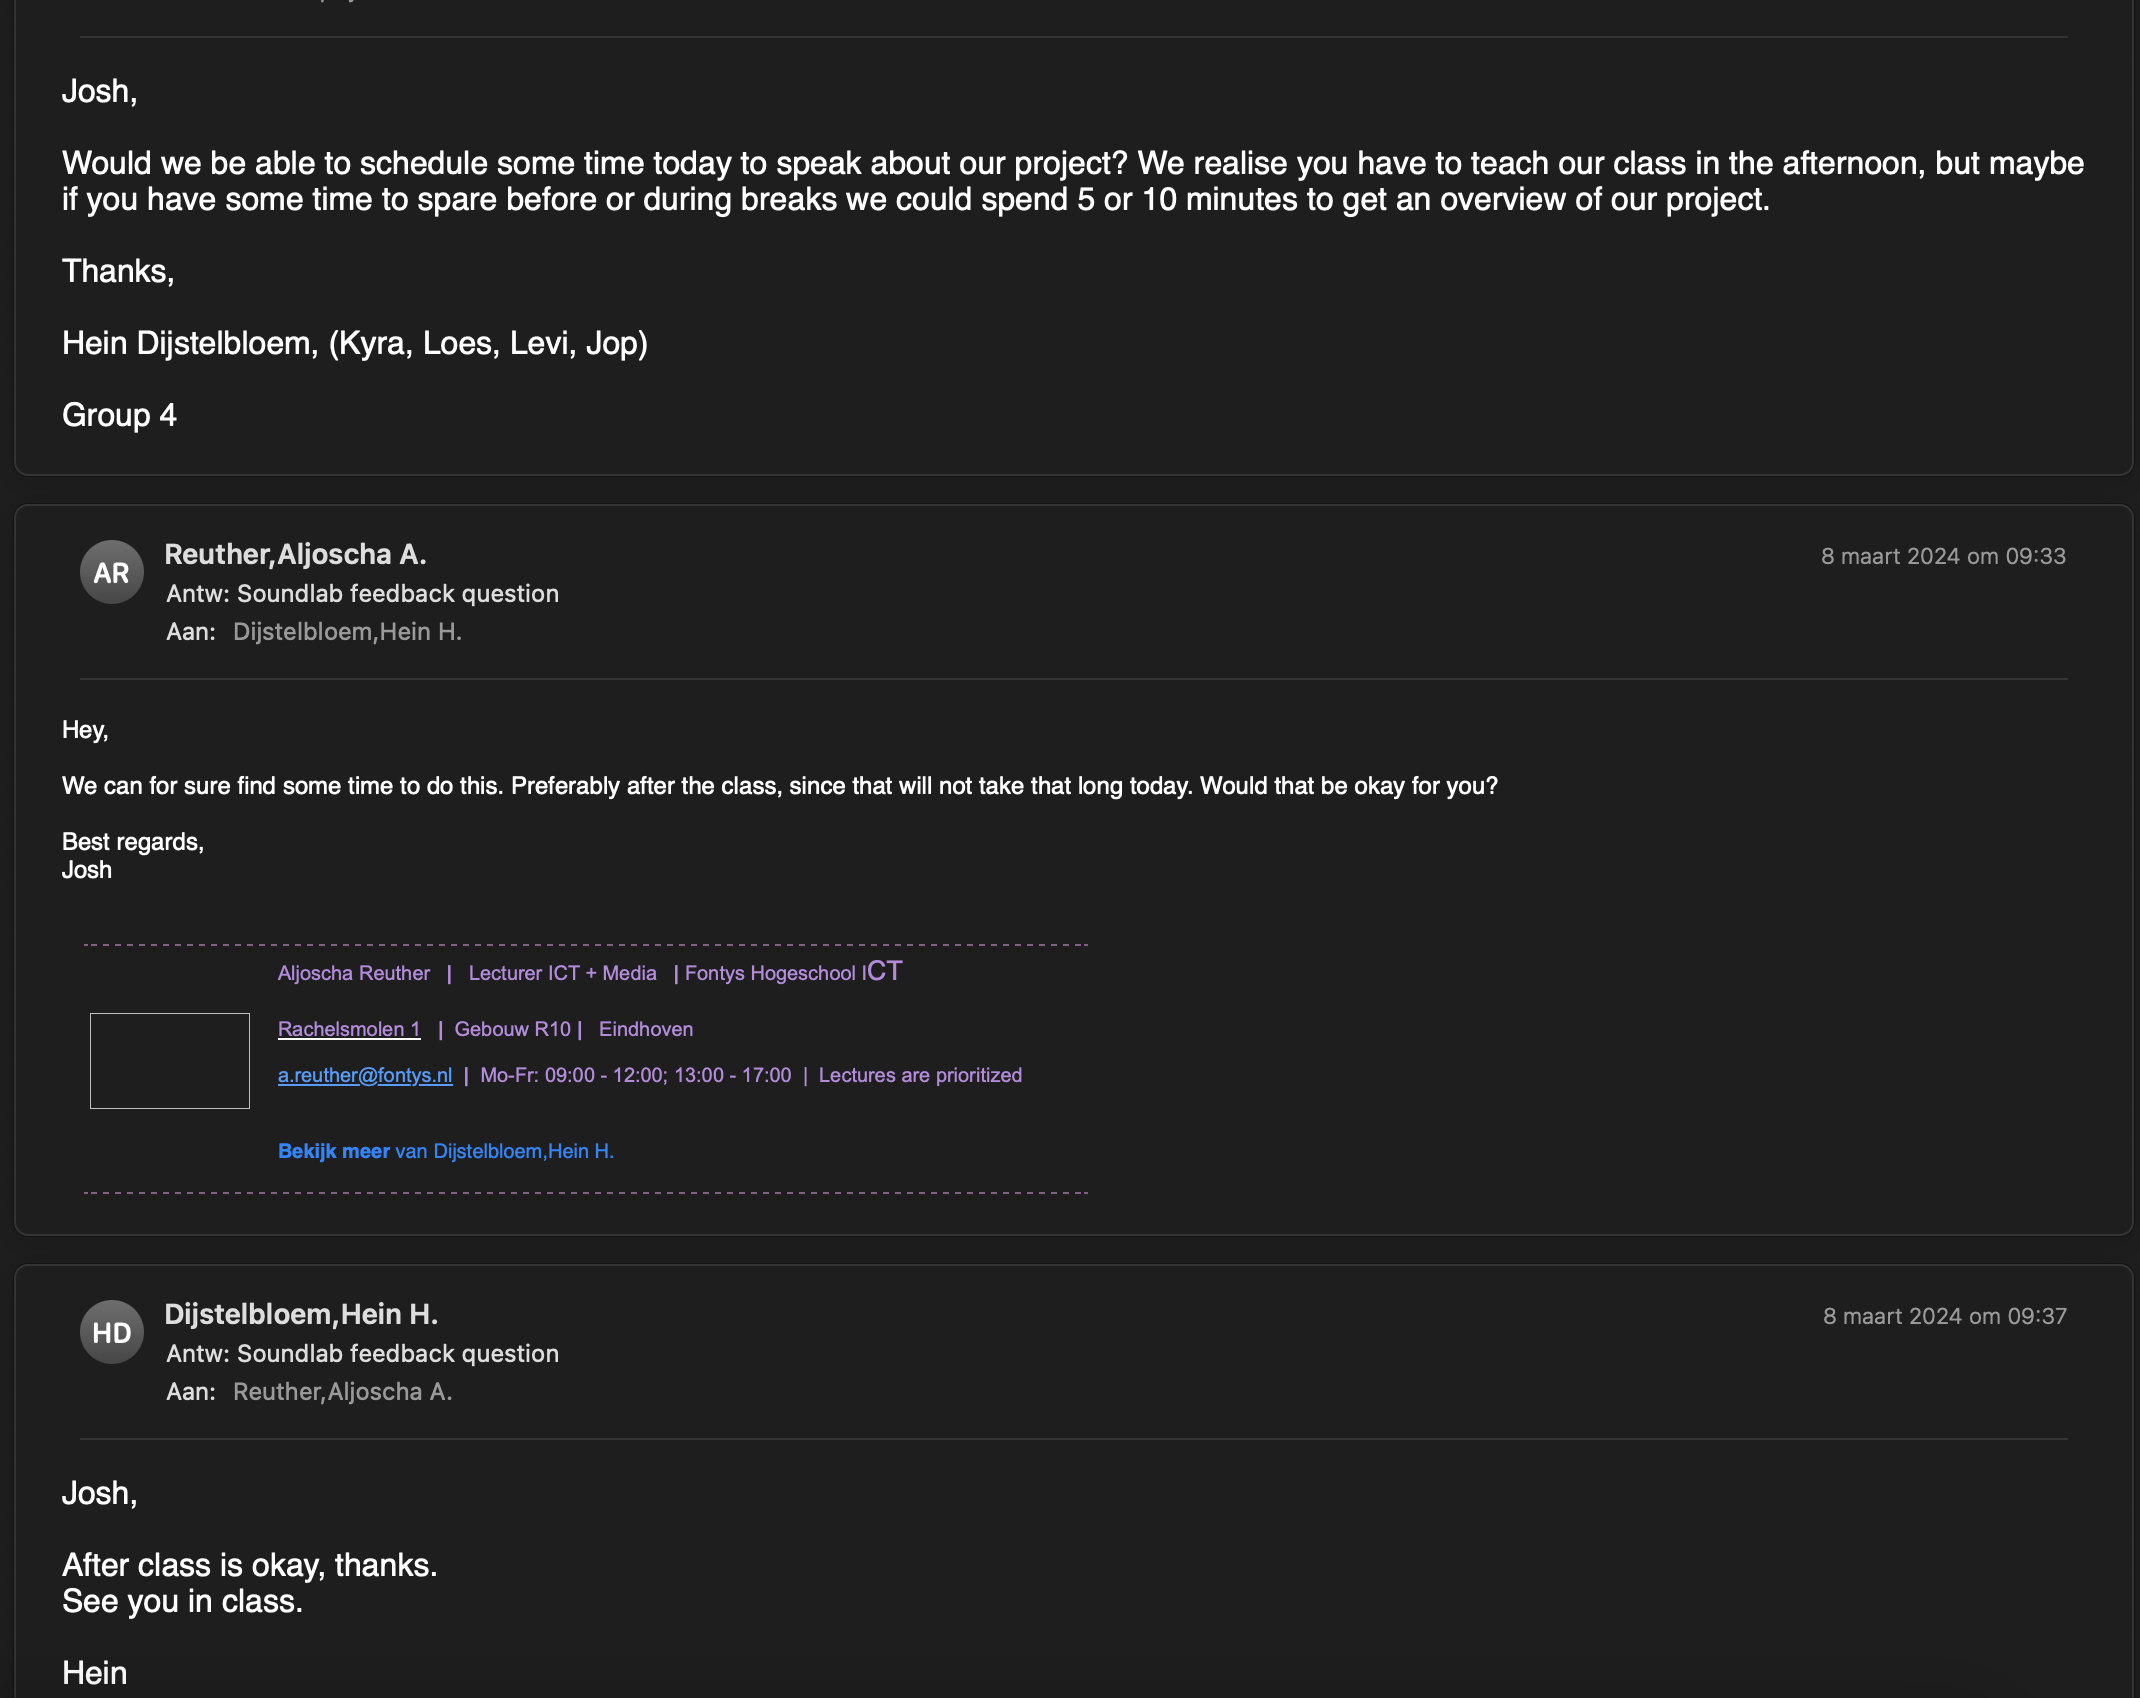 Josh,
Would we be able to schedule some time today to speak about our project? We realise you have to teach our class in the afternoon, but maybe
if you have some time to spare before or during breaks we could spend 5 or 10 minutes to get an overview of our project.
Thanks,
Hein Dijstelbloem, (Kyra, Loes, Levi, Jop)
Group 4
AR
Reuther,Aljoscha A.
8 maart 2024 om 09:33
Antw: Soundlab feedback question
Aan: Dijstelbloem,Hein H.
Hey,
We can for sure find some time to do this. Preferably after the class, since that will not take that long today. Would that be okay for you?
Best regards,
Josh
Aljoscha Reuther | Lecturer ICT + Media | Fontys Hogeschool ICT
Rachelsmolen 1 | Gebouw R10 | Eindhoven
a.reuther@fontys.nl | Mo-Fr: 09:00 - 12:00; 13:00 - 17:00 | Lectures are prioritized
Bekijk meer van Dijstelbloem,Hein H.
HD
Dijstelbloem,Hein H.
8 maart 2024 om 09:37
Antw: Soundlab feedback question
Aan: Reuther,Aljoscha A.
Josh,
After class is okay, thanks.
See you in class.
Hein